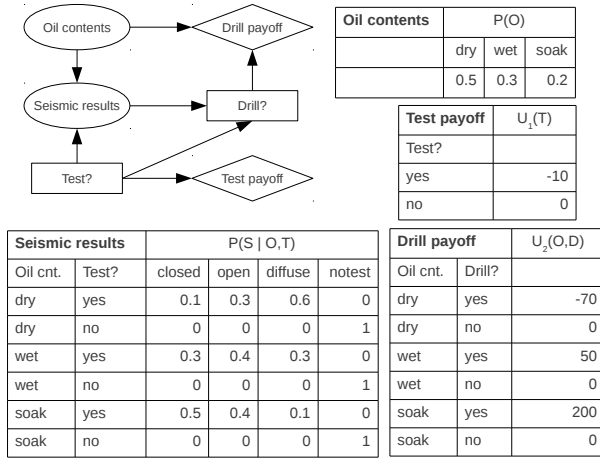 Oil contents
Drill payoff
Seismic results
Drill?
Test?
Test payoff
Oil contents P(O)
dry wet soak
0.5 0.3 0.2
Test payoff U1(T)
Test?
yes -10
no 0
Seismic results P(S | O,T)
Oil cnt. Test? closed open diffuse notest
dry yes 0.1 0.3 0.6 0
dry no 0 0 0 1
wet yes 0.3 0.4 0.3 0
wet no 0 0 0 1
soak yes 0.5 0.4 0.1 0
soak no 0 0 0 1
Drill payoff U2(O,D)
Oil cnt. Drill?
dry yes -70
dry no 0
wet yes 50
wet no 0
soak yes 200
soak no 0